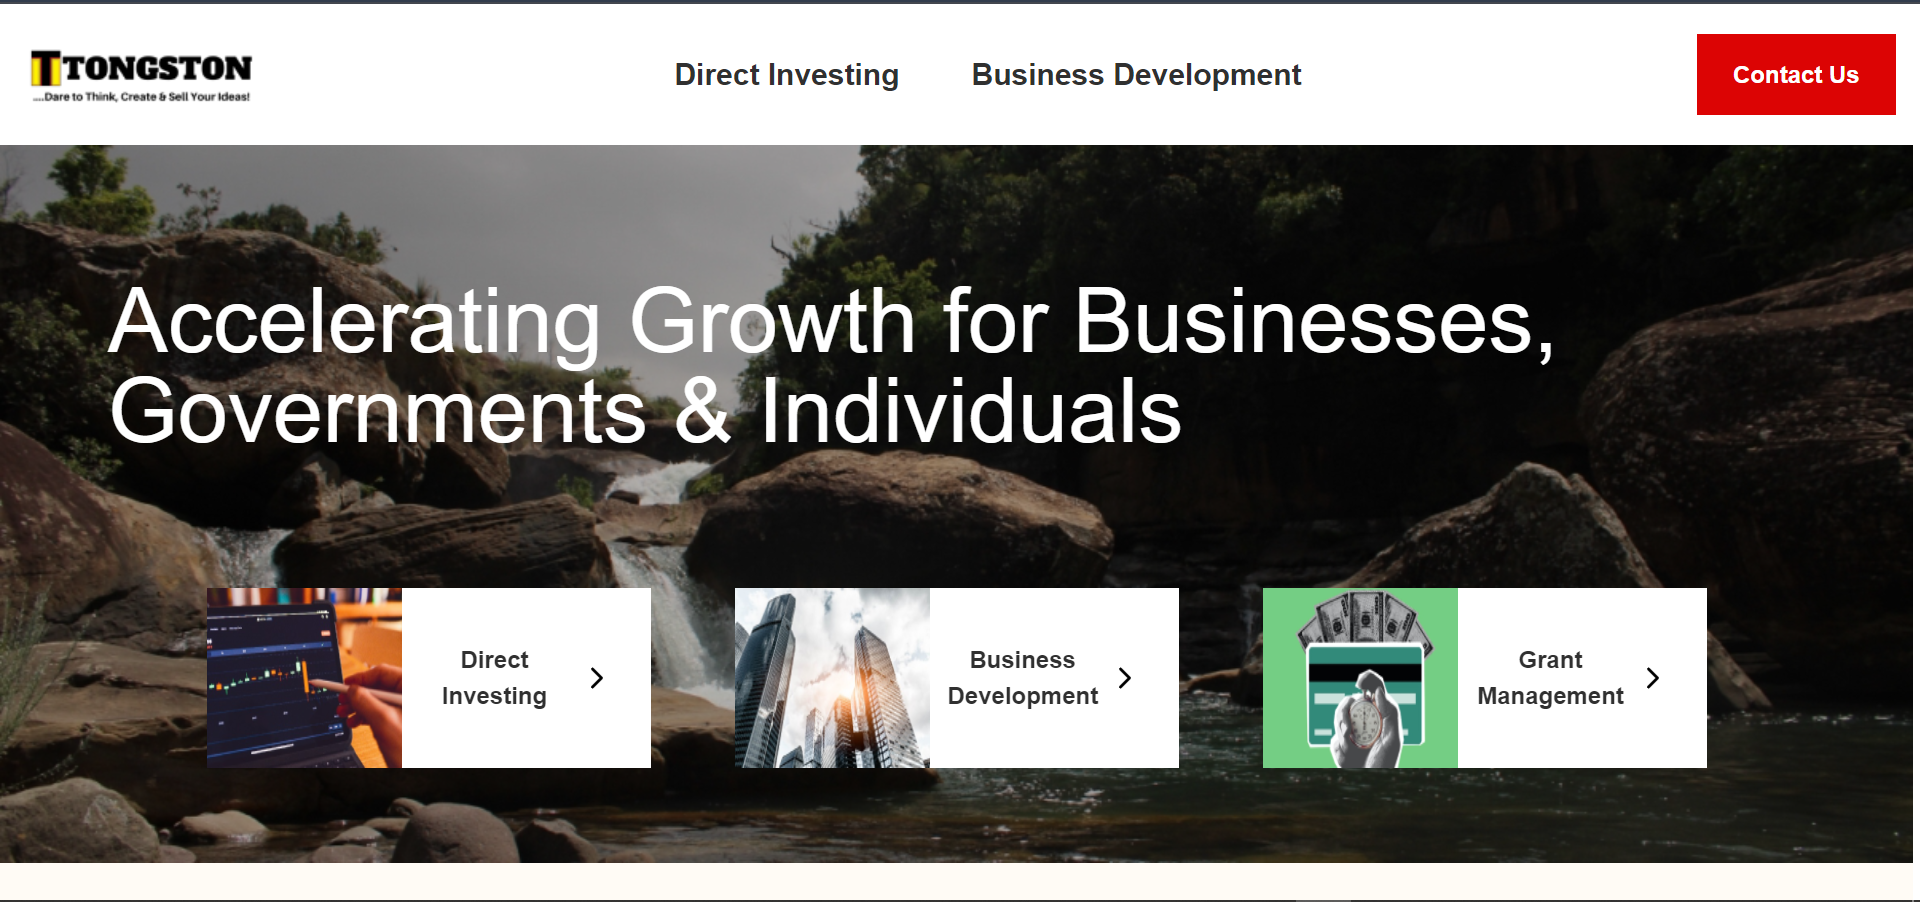 TONGSTON
....Dare to Think, Create & Sell Your Ideas!
Direct Investing
Business Development
Contact Us
Accelerating Growth for Businesses,
Governments & Individuals
Direct
Investing
Business
Development
Grant
Management